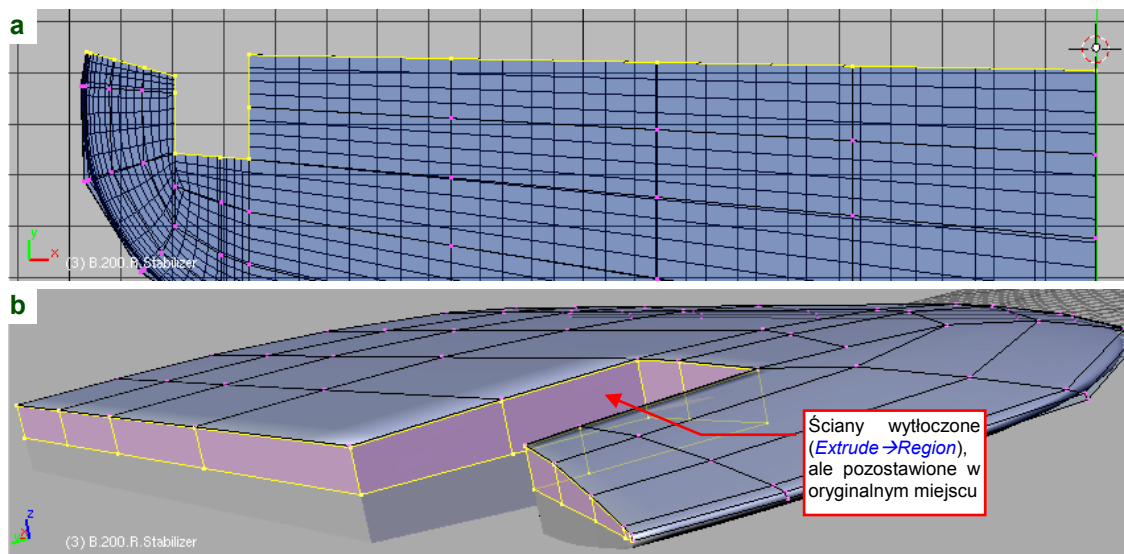 a
y
x
(3) B.200.R.Stabilizer
b
Ściany wytłoczone
(Extrude→Region),
ale pozostawione w
oryginalnym miejscu
z
x
(3) B.200.R.Stabilizer